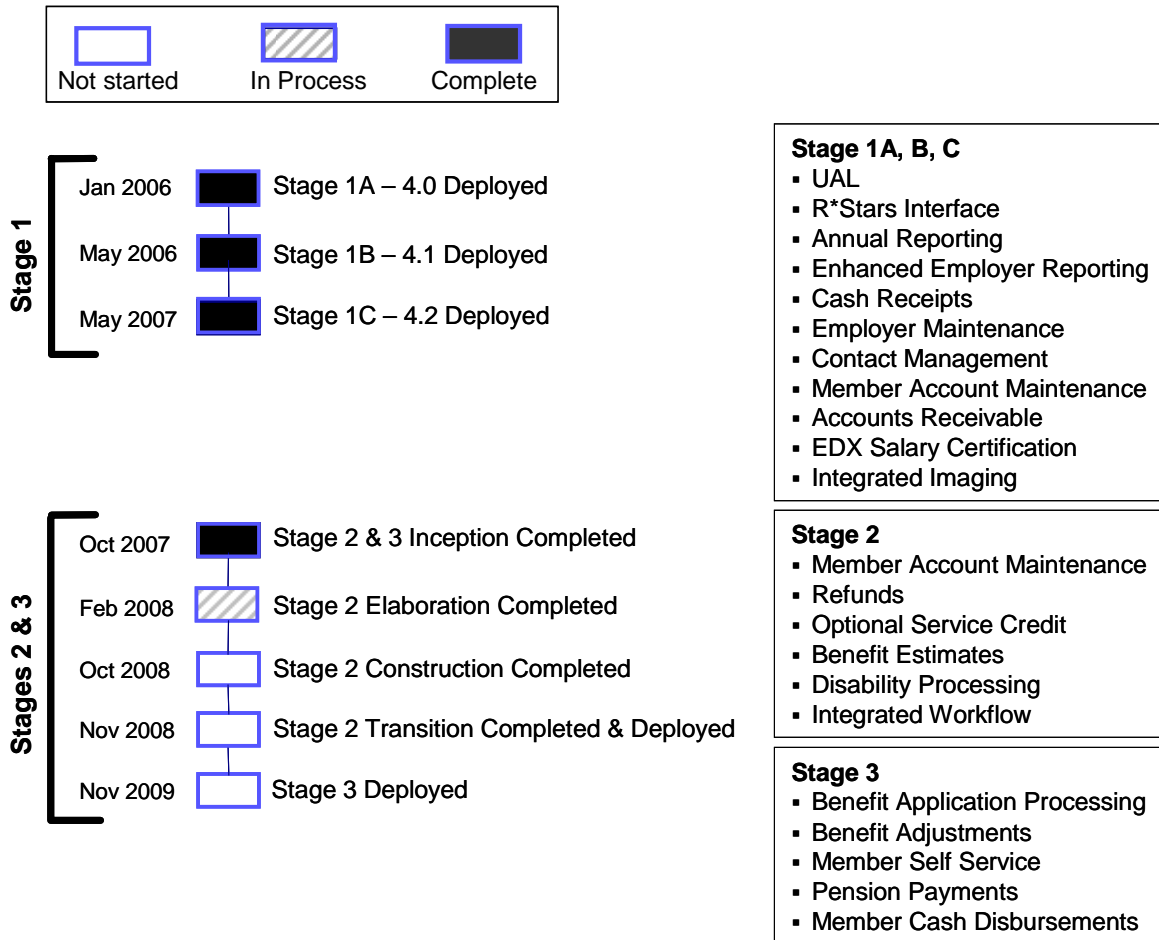 Not started
In Process
Complete
Stage 1
Jan 2006
Stage 1A – 4.0 Deployed
May 2006
Stage 1B – 4.1 Deployed
May 2007
Stage 1C – 4.2 Deployed
Stage 1A, B, C
▪ UAL
▪ R*Stars Interface
▪ Annual Reporting
▪ Enhanced Employer Reporting
▪ Cash Receipts
▪ Employer Maintenance
▪ Contact Management
▪ Member Account Maintenance
▪ Accounts Receivable
▪ EDX Salary Certification
▪ Integrated Imaging
Stages 2 & 3
Oct 2007
Stage 2 & 3 Inception Completed
Feb 2008
Stage 2 Elaboration Completed
Oct 2008
Stage 2 Construction Completed
Nov 2008
Stage 2 Transition Completed & Deployed
Nov 2009
Stage 3 Deployed
Stage 2
▪ Member Account Maintenance
▪ Refunds
▪ Optional Service Credit
▪ Benefit Estimates
▪ Disability Processing
▪ Integrated Workflow
Stage 3
▪ Benefit Application Processing
▪ Benefit Adjustments
▪ Member Self Service
▪ Pension Payments
▪ Member Cash Disbursements